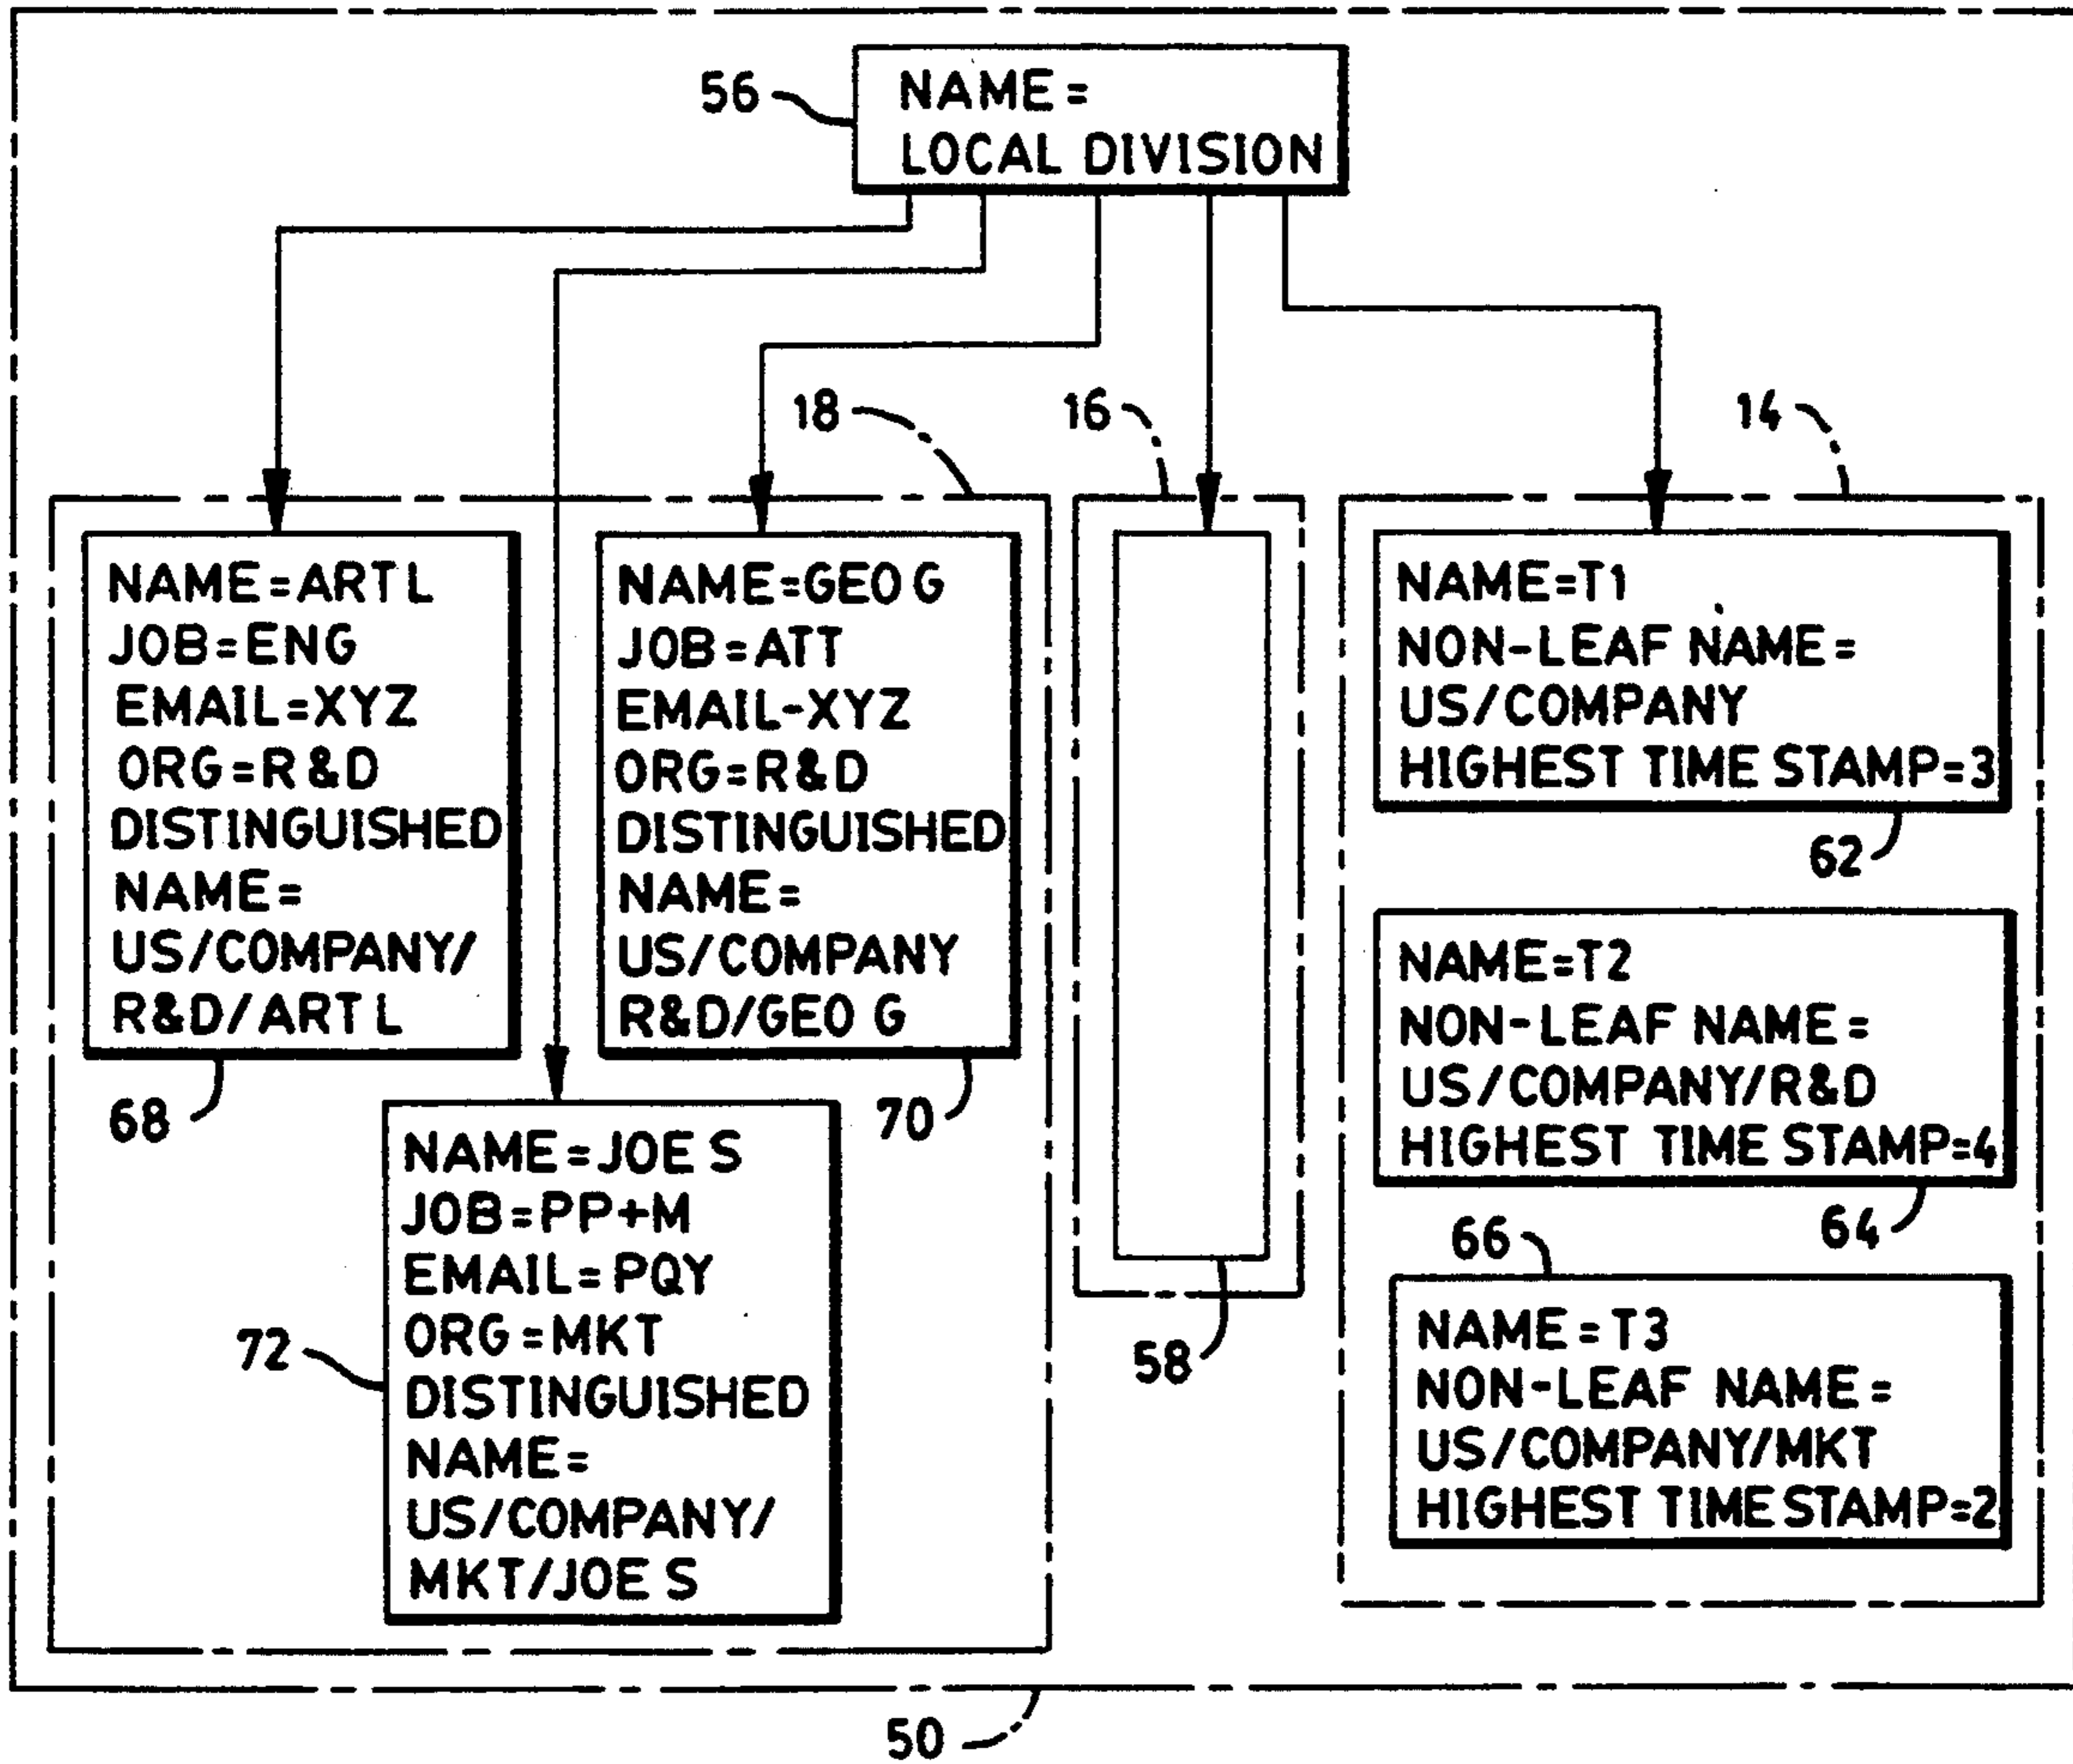 56
NAME=
LOCAL DIVISION
18
16
14
NAME=ART L
JOB=ENG
EMAIL=XYZ
ORG=R&D
DISTINGUISHED
NAME=
US/COMPANY/
R&D/ART L
68
NAME=GEO G
JOB=ATT
EMAIL-XYZ
ORG=R&D
DISTINGUISHED
NAME=
US/COMPANY
R&D/GEO G
70
NAME=JOE S
JOB=PP+M
EMAIL=PQY
ORG=MKT
DISTINGUISHED
NAME=
US/COMPANY/
MKT/JOE S
72
58
NAME=T1
NON-LEAF NAME=
US/COMPANY
HIGHEST TIME STAMP=3
62
NAME=T2
NON-LEAF NAME=
US/COMPANY/R&D
HIGHEST TIME STAMP=4
64
66
NAME=T3
NON-LEAF NAME=
US/COMPANY/MKT
HIGHEST TIME STAMP=2
50